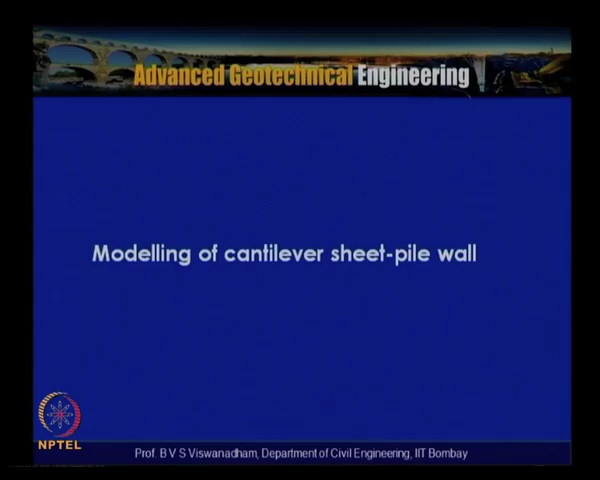 Advanced Geotechnical Engineering
Modelling of cantilever sheet-pile wall
NPTEL
Prof. B V S Viswanadham, Department of Civil Engineering, IIT Bombay